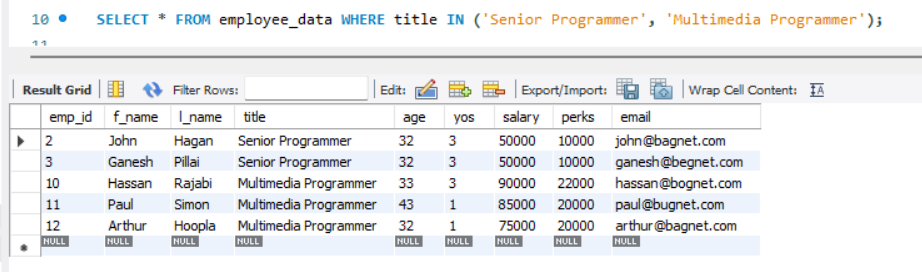 10 SELECT * FROM employee_data WHERE title IN ('Senior Programmer', 'Multimedia Programmer');
11
Result Grid Filter Rows: Edit: Export/Import: Wrap Cell Content: IA
emp_id f_name l_name title age yos salary perks email
2 John Hagan Senior Programmer 32 3 50000 10000 john@bagnet.com
3 Ganesh Pillai Senior Programmer 32 3 50000 10000 ganesh@begnet.com
10 Hassan Rajabi Multimedia Programmer 33 3 90000 22000 hassan@bognet.com
11 Paul Simon Multimedia Programmer 43 1 85000 20000 paul@bugnet.com
12 Arthur Hoopla Multimedia Programmer 32 1 75000 20000 arthur@bagnet.com
NULL NULL NULL NULL NULL NULL NULL NULL NULL